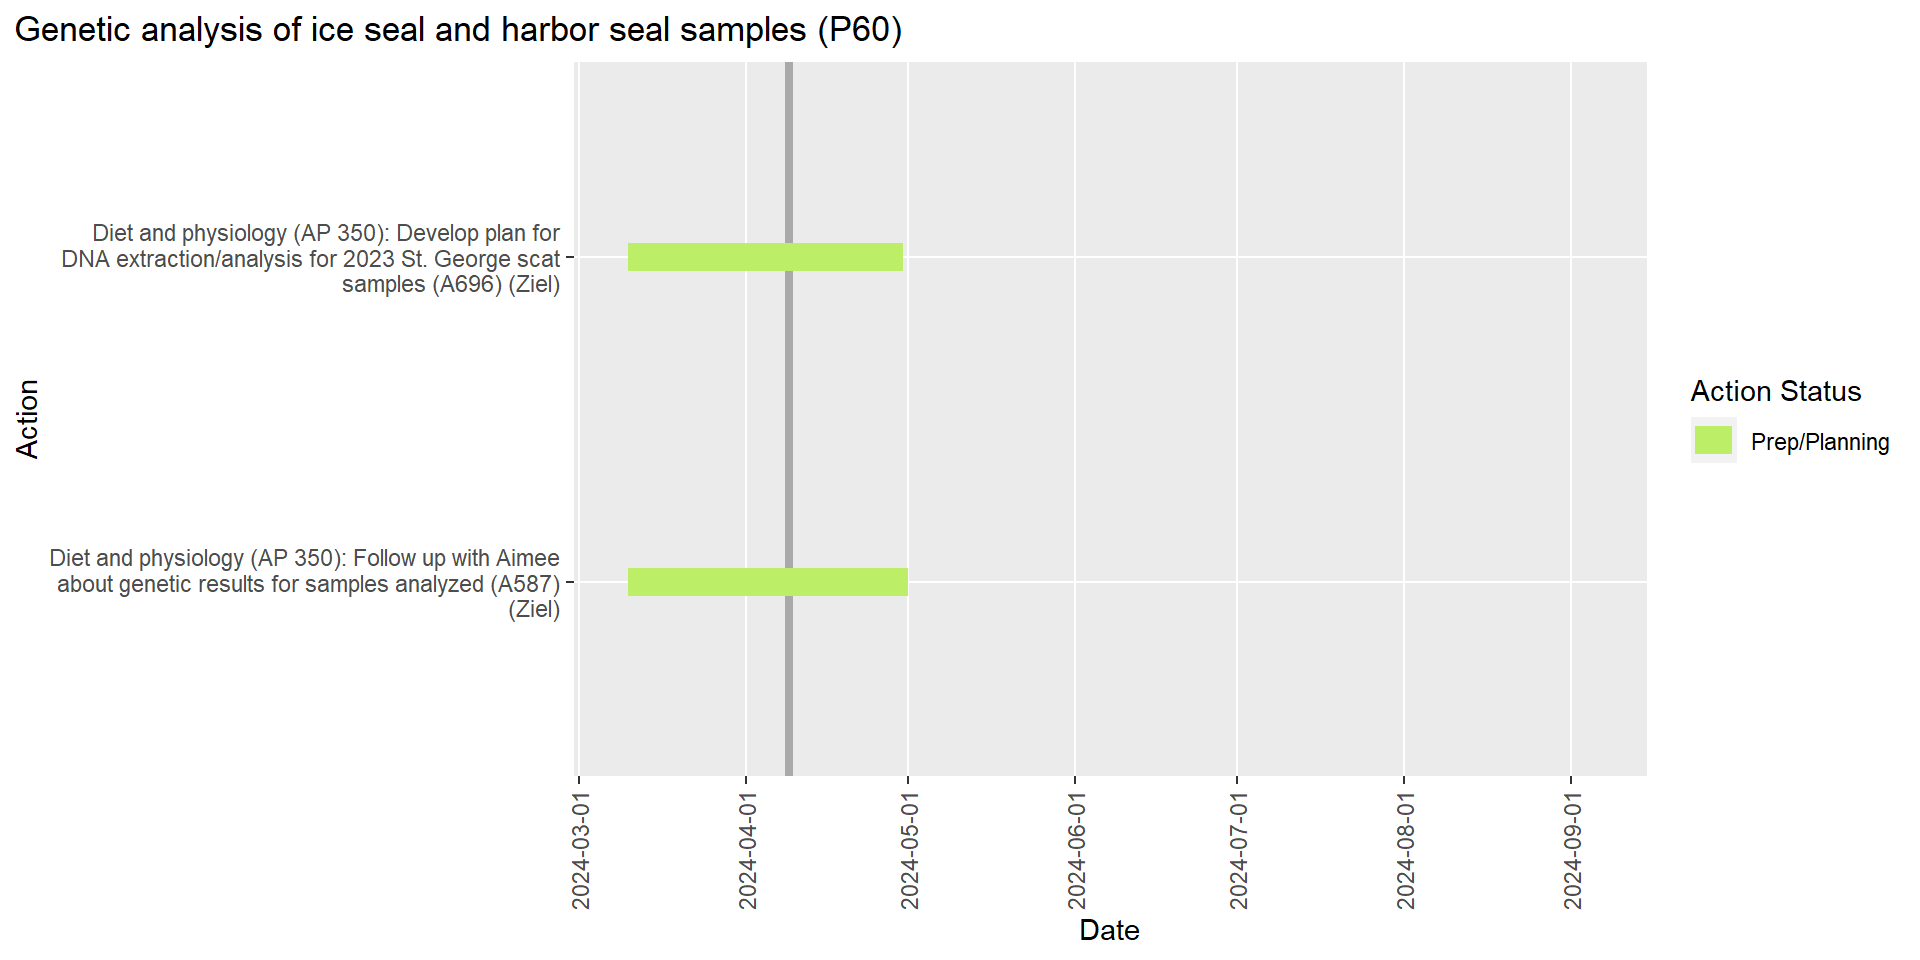 Genetic analysis of ice seal and harbor seal samples (P60)
Diet and physiology (AP 350): Develop plan for
DNA extraction/analysis for 2023 St. George scat
samples (A696) (Ziel)
Action
Diet and physiology (AP 350): Follow up with Aimee
about genetic results for samples analyzed (A587)
(Ziel)
Action Status
Prep/Planning
2024-03-01
2024-04-01
2024-05-01
2024-06-01
2024-07-01
2024-08-01
2024-09-01
Date